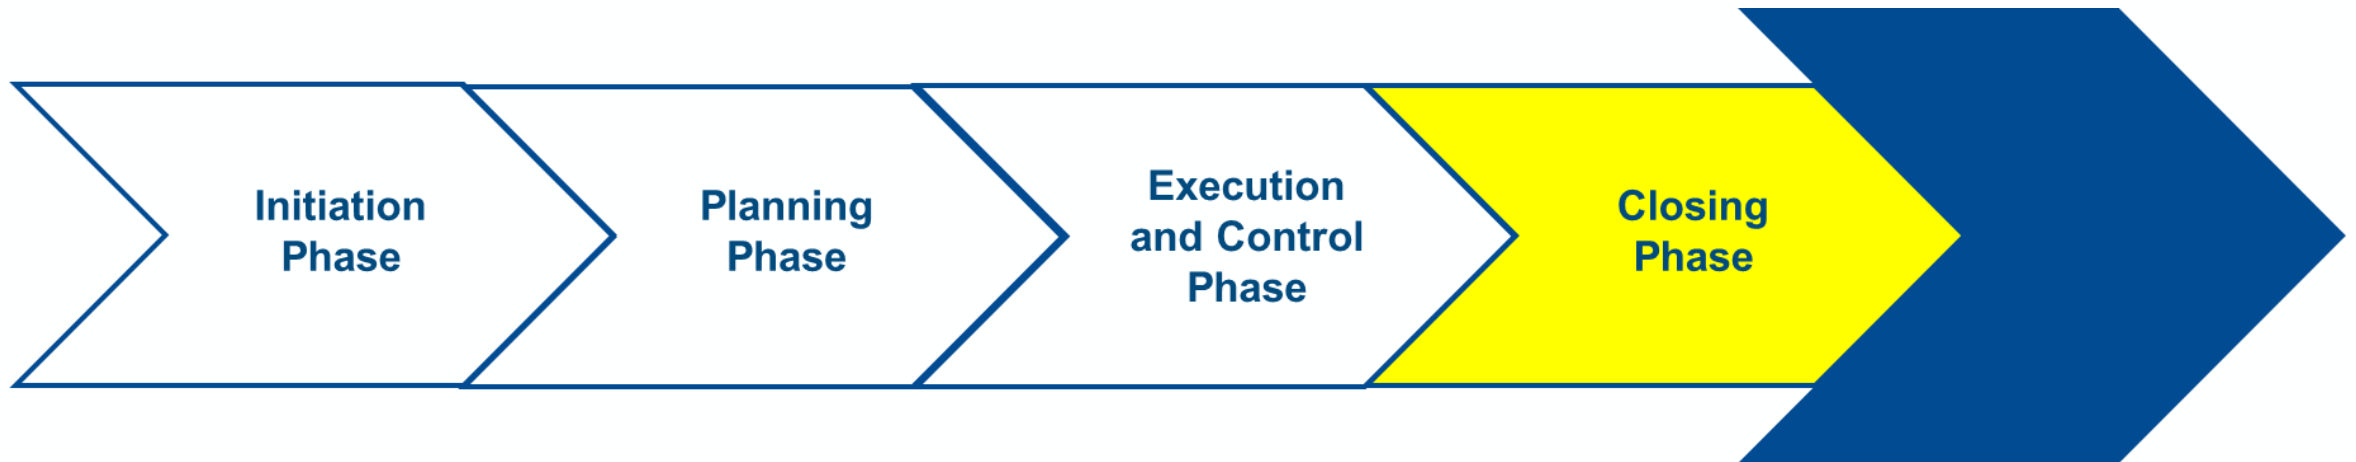 Initiation
Phase
Planning
Phase
Execution
and Control
Phase
Closing
Phase